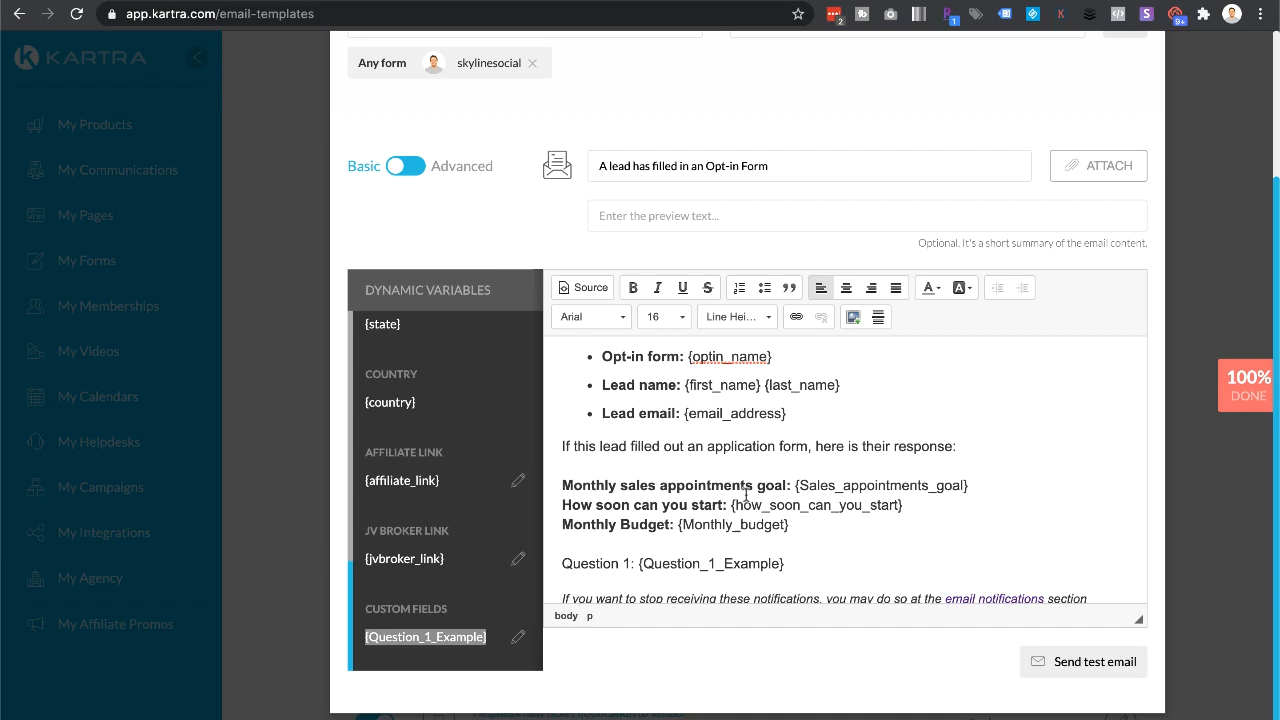 app.kartra.com/email-templates
2
1
9+
KARTRA
My Products
My Communications
My Pages
My Forms
My Memberships
My Videos
My Calendars
My Helpdesks
My Campaigns
My Integrations
My Agency
My Affiliate Promos
Any form skylinesocial
Basic Advanced
A lead has filled in an Opt-in Form
ATTACH
Enter the preview text...
Optional. It's a short summary of the email content.
DYNAMIC VARIABLES
{state}
COUNTRY
{country}
AFFILIATE LINK
{affiliate_link}
JV BROKER LINK
{jvbroker_link}
CUSTOM FIELDS
{Question_1_Example}
Source B I U S
Arial 16 Line Hei...
• Opt-in form: {optin_name}
• Lead name: {first_name} {last_name}
• Lead email: {email_address}
If this lead filled out an application form, here is their response:
Monthly sales appointments goal: {Sales_appointments_goal}
How soon can you start: {how_soon_can_you_start}
Monthly Budget: {Monthly_budget}
Question 1: {Question_1_Example}
If you want to stop receiving these notifications, you may do so at the email notifications section
body p
Send test email
100%
DONE